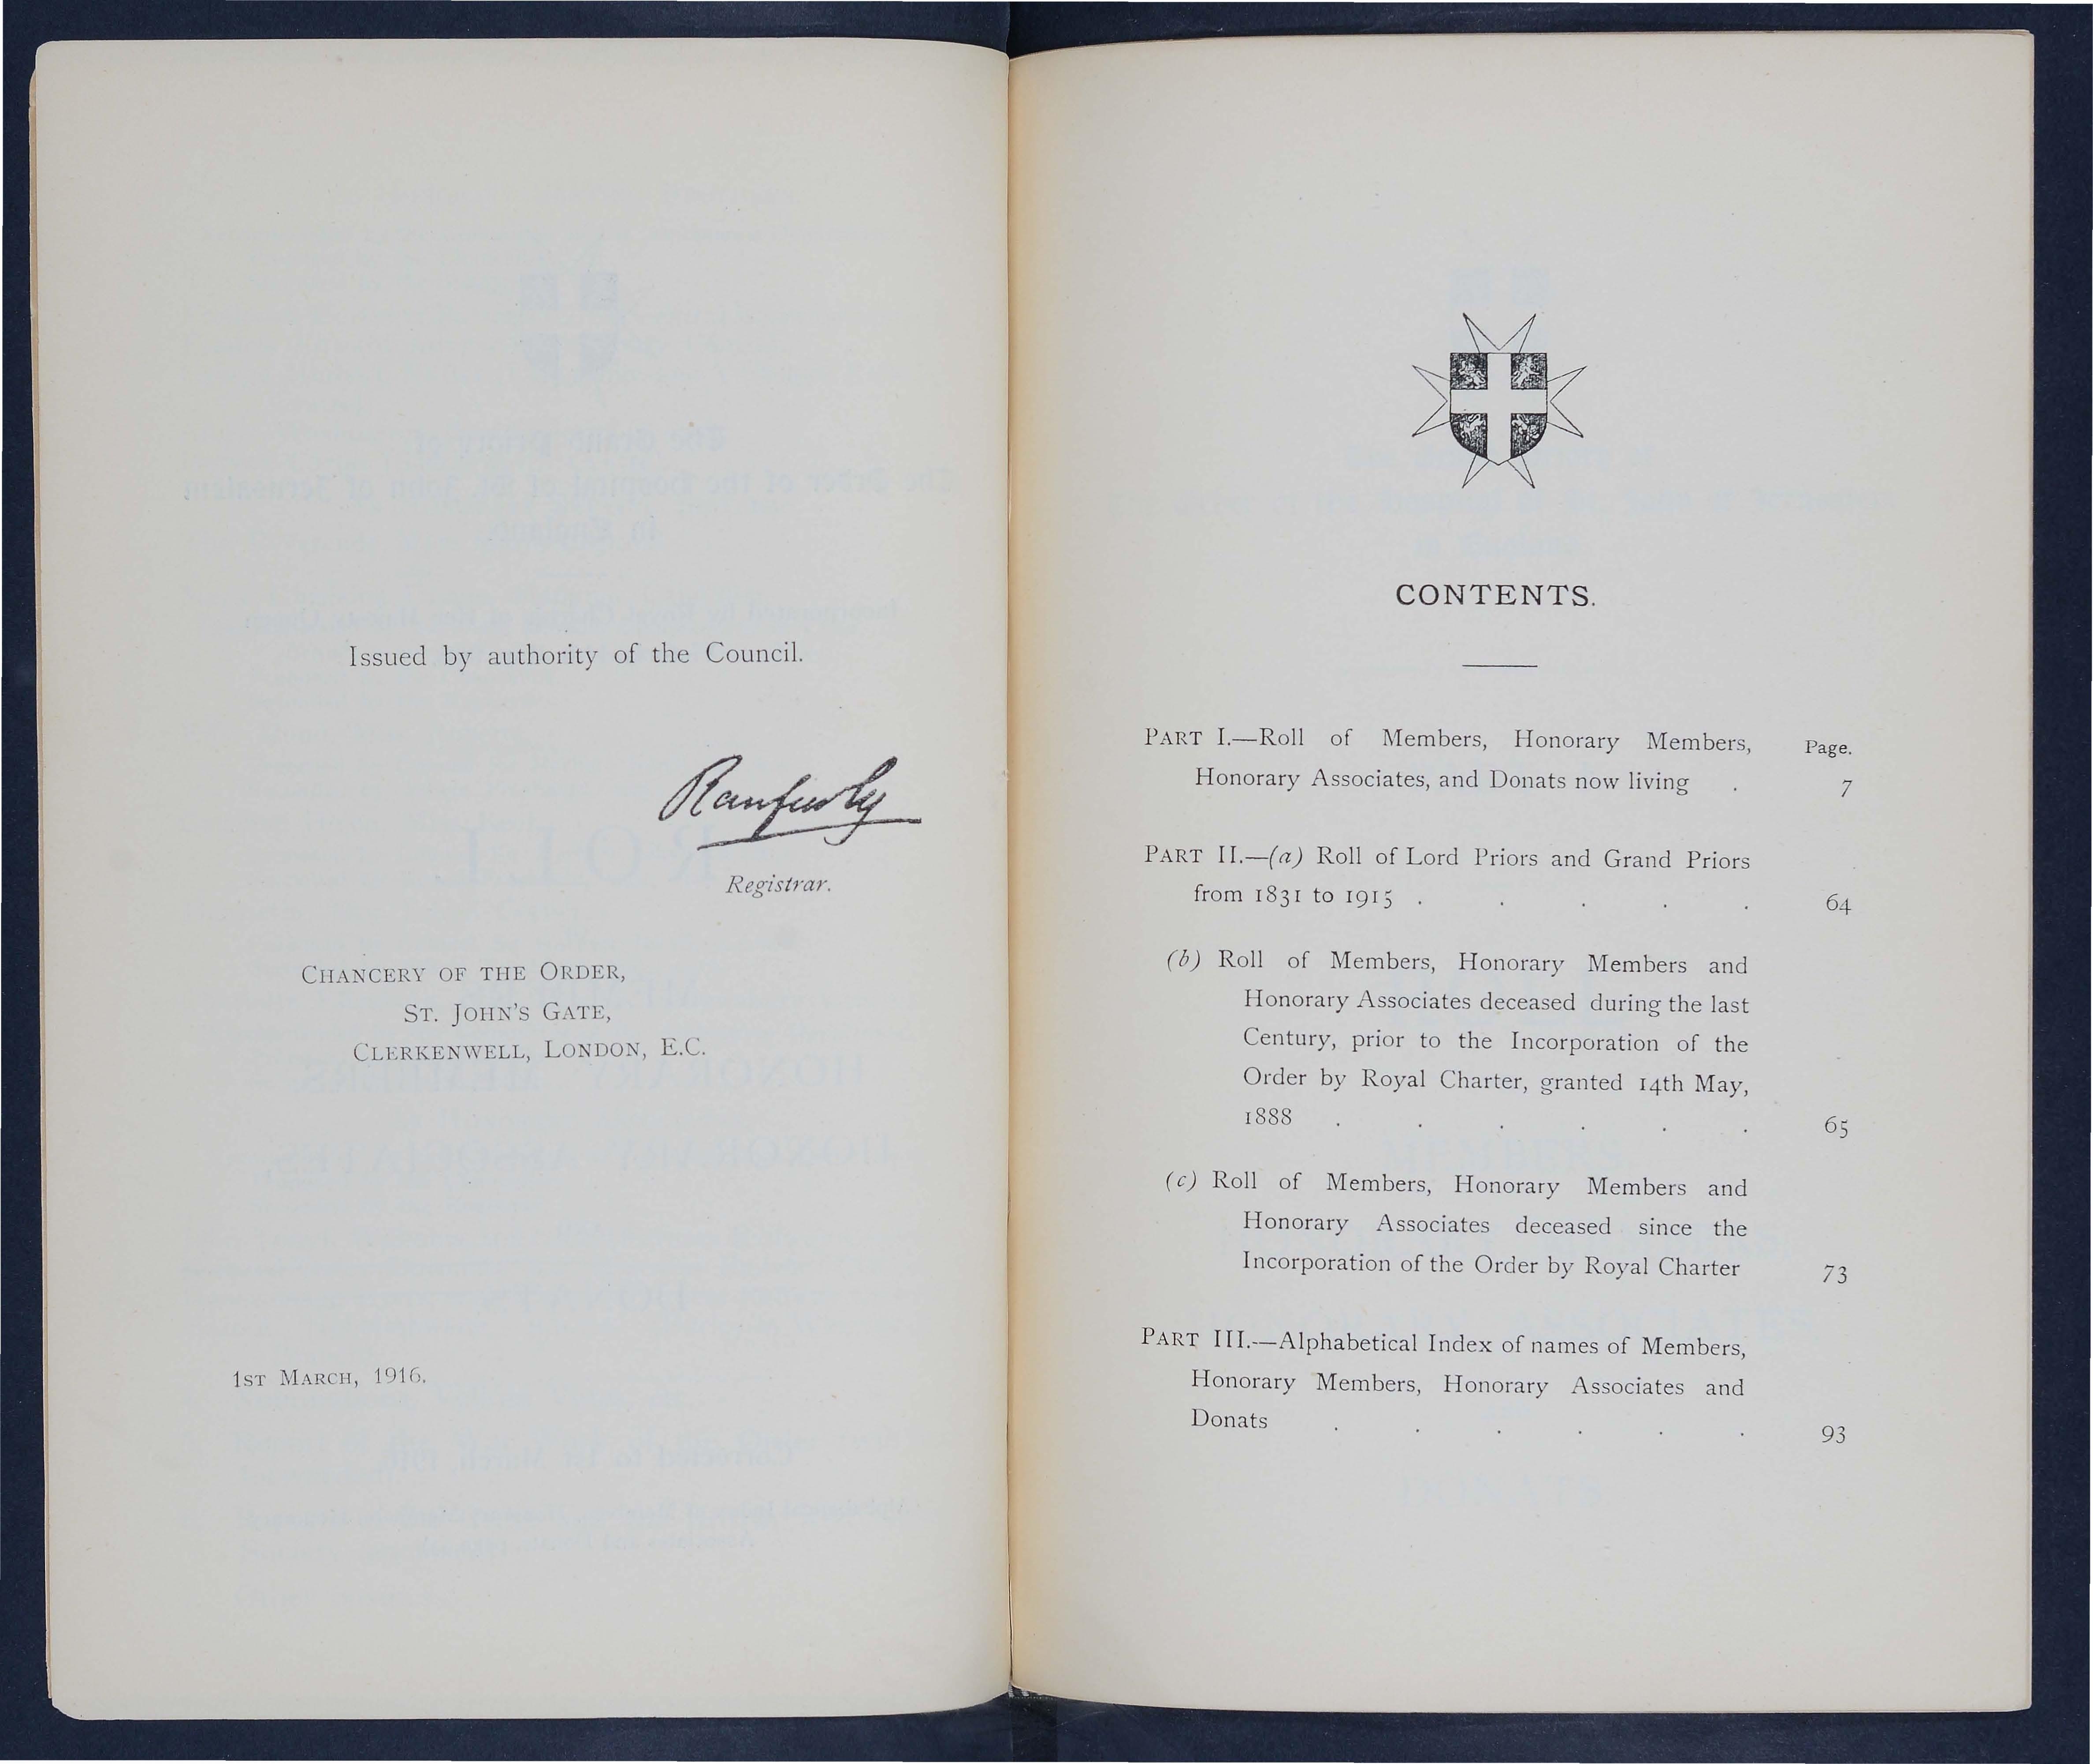 Issued by authority of the Council.
Ranfurly
Registrar.
CHANCERY OF THE ORDER,
ST. JOHN'S GATE,
CLERKENWELL, LONDON, E.C.
1ST MARCH, 1916.
CONTENTS.
PART I.—Roll of Members, Honorary Members, Page.
Honorary Associates, and Donats now living . 7
PART II.—(a) Roll of Lord Priors and Grand Priors
from 1831 to 1915 . . . . . 64
(b) Roll of Members, Honorary Members and
Honorary Associates deceased during the last
Century, prior to the Incorporation of the
Order by Royal Charter, granted 14th May,
1888 . . . . . . 65
(c) Roll of Members, Honorary Members and
Honorary Associates deceased since the
Incorporation of the Order by Royal Charter 73
PART III.—Alphabetical Index of names of Members,
Honorary Members, Honorary Associates and
Donats . . . . . . 93